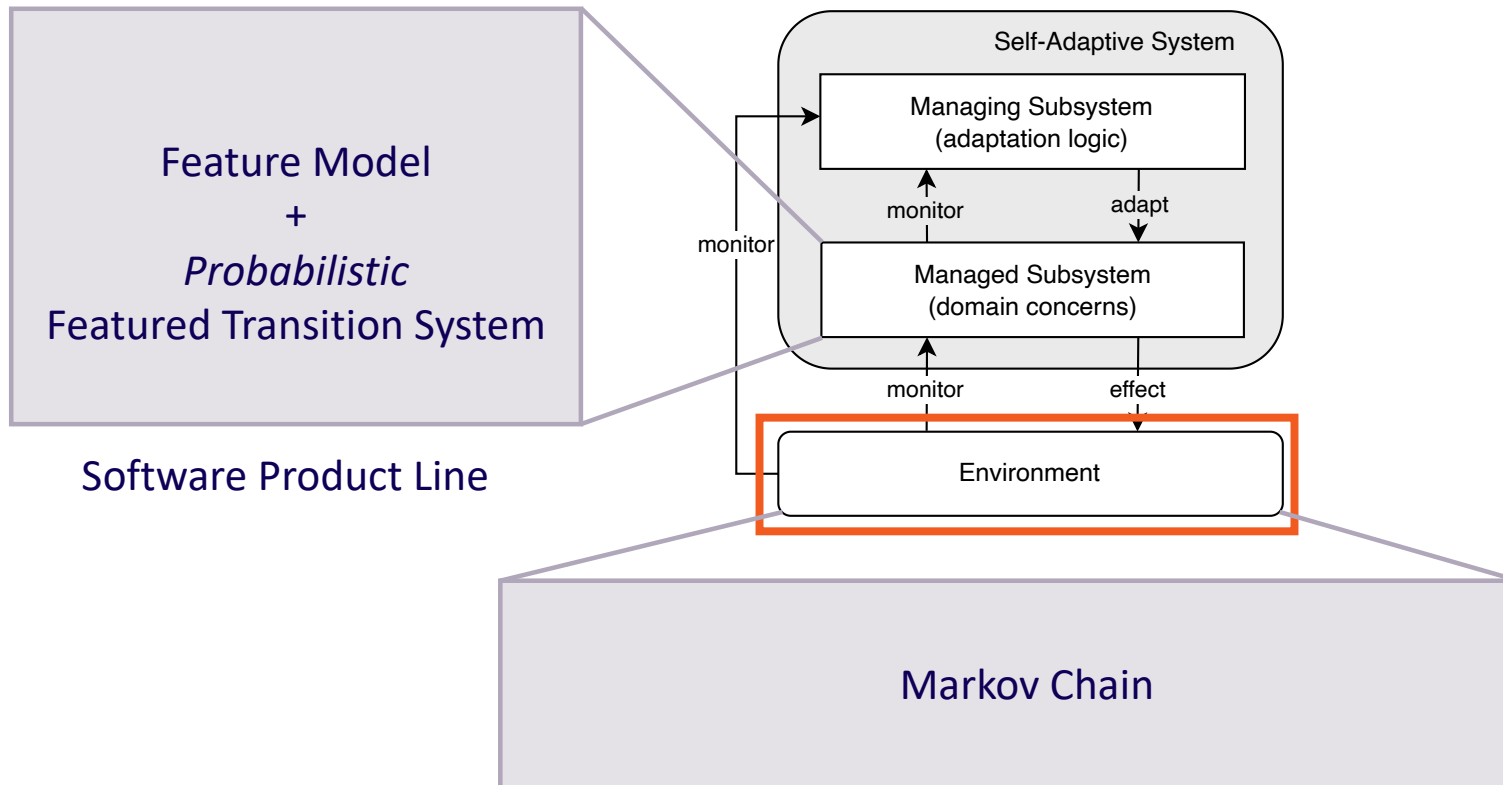 Feature Model
+
Probabilistic
Featured Transition System
Software Product Line
Self-Adaptive System
Managing Subsystem
(adaptation logic)
monitor
adapt
monitor
Managed Subsystem
(domain concerns)
monitor
effect
Environment
Markov Chain